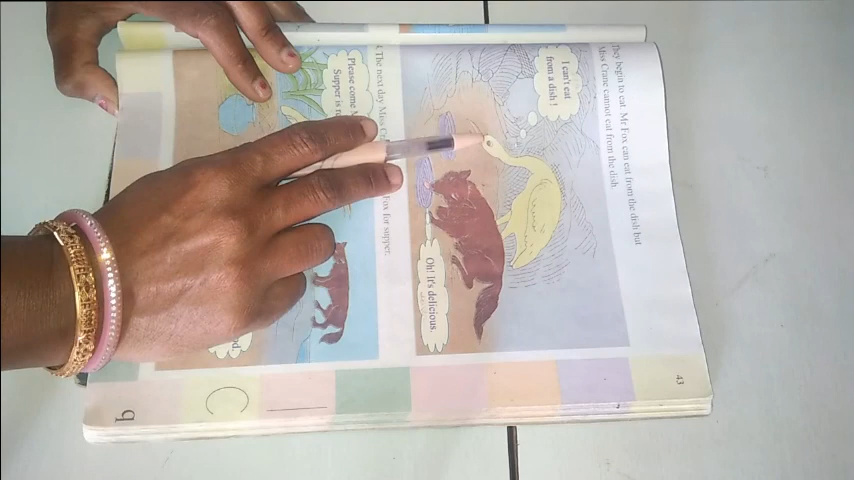 They begin to eat. Mr Fox can eat from the dish but
Miss Crane cannot eat from the dish.
I can't eat
from a dish !
Oh! It's delicious.
4. The next day Miss
Fox for supper.
Please come
Supper is
43
C
b